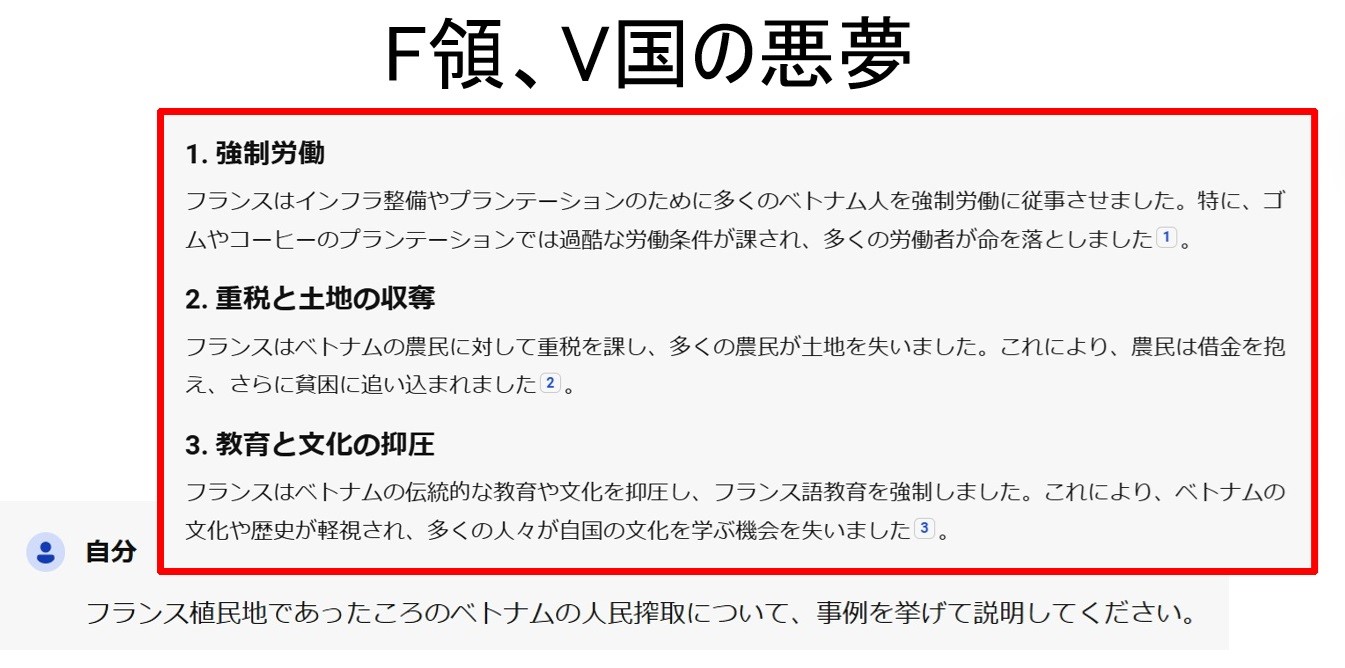 F領、V国の悪夢
1. 強制労働
フランスはインフラ整備やプランテーションのために多くのベトナム人を強制労働に従事させました。特に、ゴ
ムやコーヒーのプランテーションでは過酷な労働条件が課され、多くの労働者が命を落としました 1 。
2. 重税と土地の収奪
フランスはベトナムの農民に対して重税を課し、多くの農民が土地を失いました。これにより、農民は借金を抱
え、さらに貧困に追い込まれました 2 。
3. 教育と文化の抑圧
フランスはベトナムの伝統的な教育や文化を抑圧し、フランス語教育を強制しました。これにより、ベトナムの
文化や歴史が軽視され、多くの人々が自国の文化を学ぶ機会を失いました 3 。
自分
フランス植民地であったころのベトナムの人民搾取について、事例を挙げて説明してください。